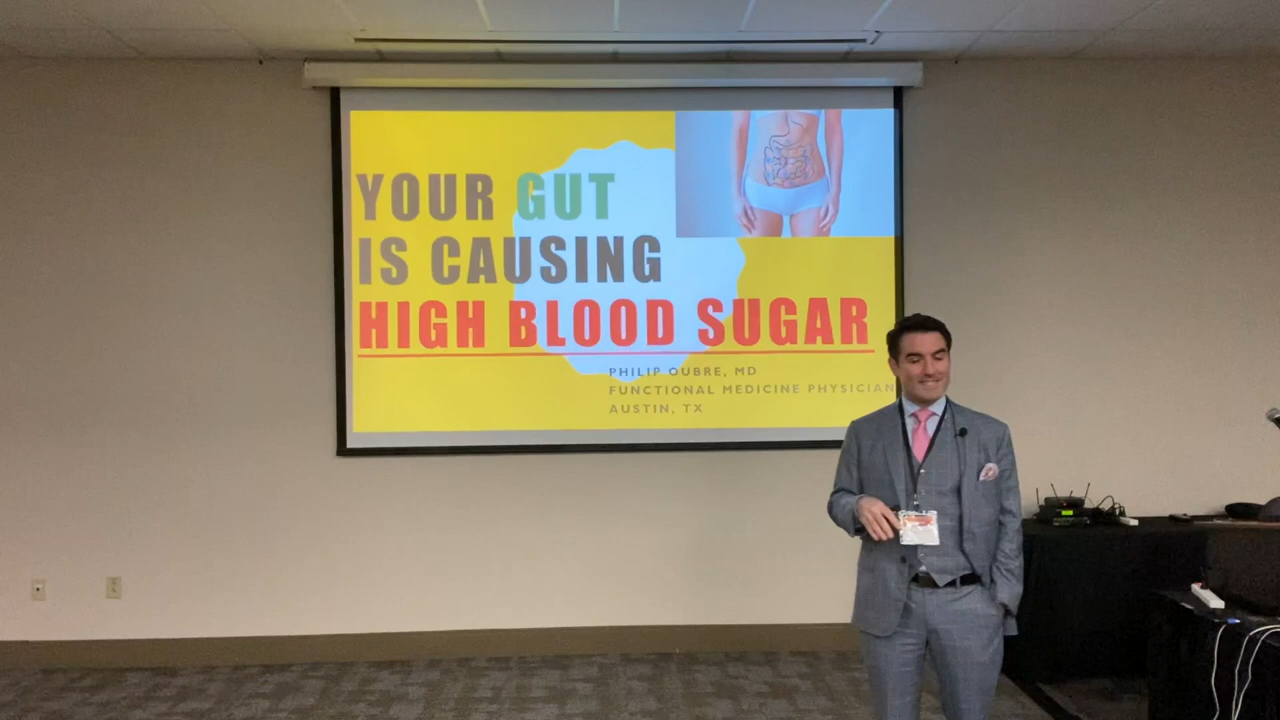 YOUR GUT
IS CAUSING
HIGH BLOOD SUGAR
PHILIP OUBRE, MD
FUNCTIONAL MEDICINE PHYSICIAN
AUSTIN, TX